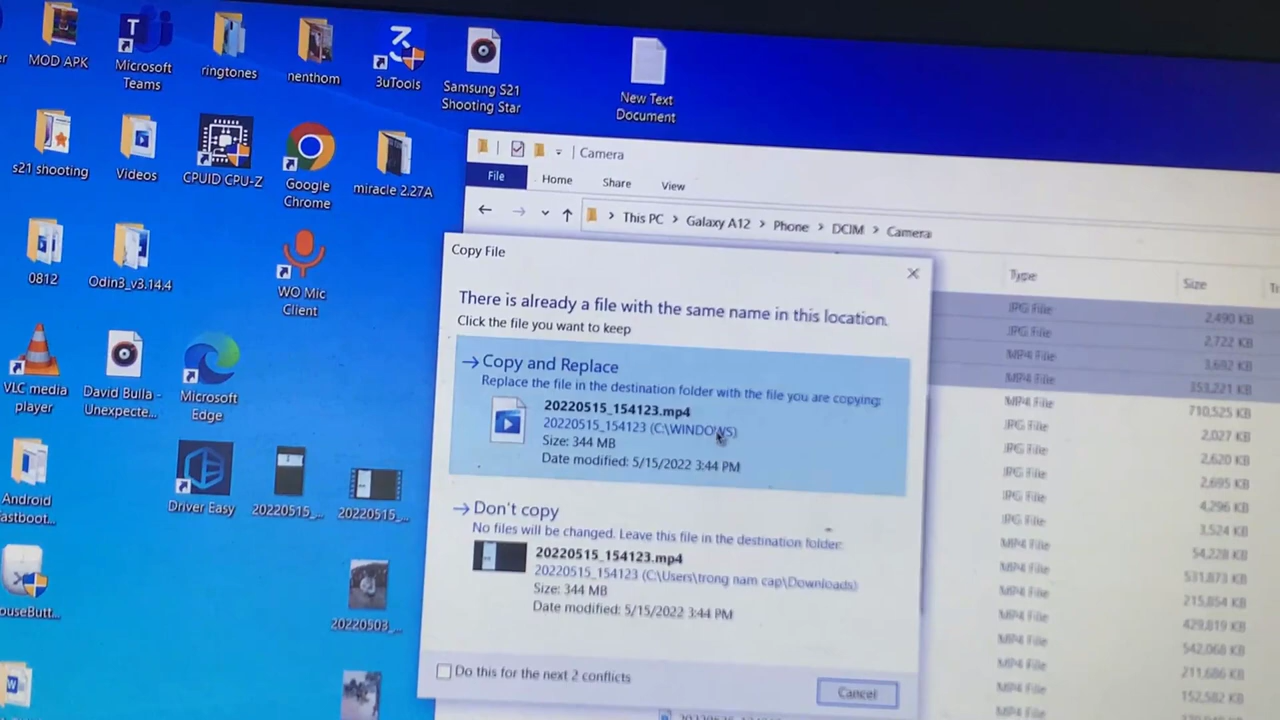 MOD APK
Microsoft
Teams
ringtones
nenthom
3uTools
Samsung S21
Shooting Star
New Text
Document
s21 shooting
Videos
CPUID CPU-Z
Google
Chrome
miracle 2.27A
0812
Odin3_v3.14.4
WO Mic
Client
VLC media
player
David Bulla -
Unexpecte...
Microsoft
Edge
Android
Fastboot...
Driver Easy
20220515_...
20220515_...
20220503_...
ouseButt...
Camera
File
Home
Share
View
This PC > Galaxy A12 > Phone > DCIM > Camera
Type
Size
JPG File
2,490 KB
JPG File
2,722 KB
MP4 File
3,692 KB
MP4 File
353,221 KB
MP4 File
710,525 KB
JPG File
2,027 KB
JPG File
2,620 KB
JPG File
2,695 KB
JPG File
4,296 KB
JPG File
3,524 KB
MP4 File
54,228 KB
MP4 File
531,873 KB
MP4 File
215,854 KB
MP4 File
429,819 KB
MP4 File
542,068 KB
MP4 File
211,686 KB
MP4 File
152,582 KB
MP4 File
Copy File
There is already a file with the same name in this location.
Click the file you want to keep
Copy and Replace
Replace the file in the destination folder with the file you are copying:
20220515_154123.mp4
20220515_154123 (C:\WINDOWS)
Size: 344 MB
Date modified: 5/15/2022 3:44 PM
Don't copy
No files will be changed. Leave this file in the destination folder:
20220515_154123.mp4
20220515_154123 (C:\Users\trong nam cap\Downloads)
Size: 344 MB
Date modified: 5/15/2022 3:44 PM
Do this for the next 2 conflicts
Cancel